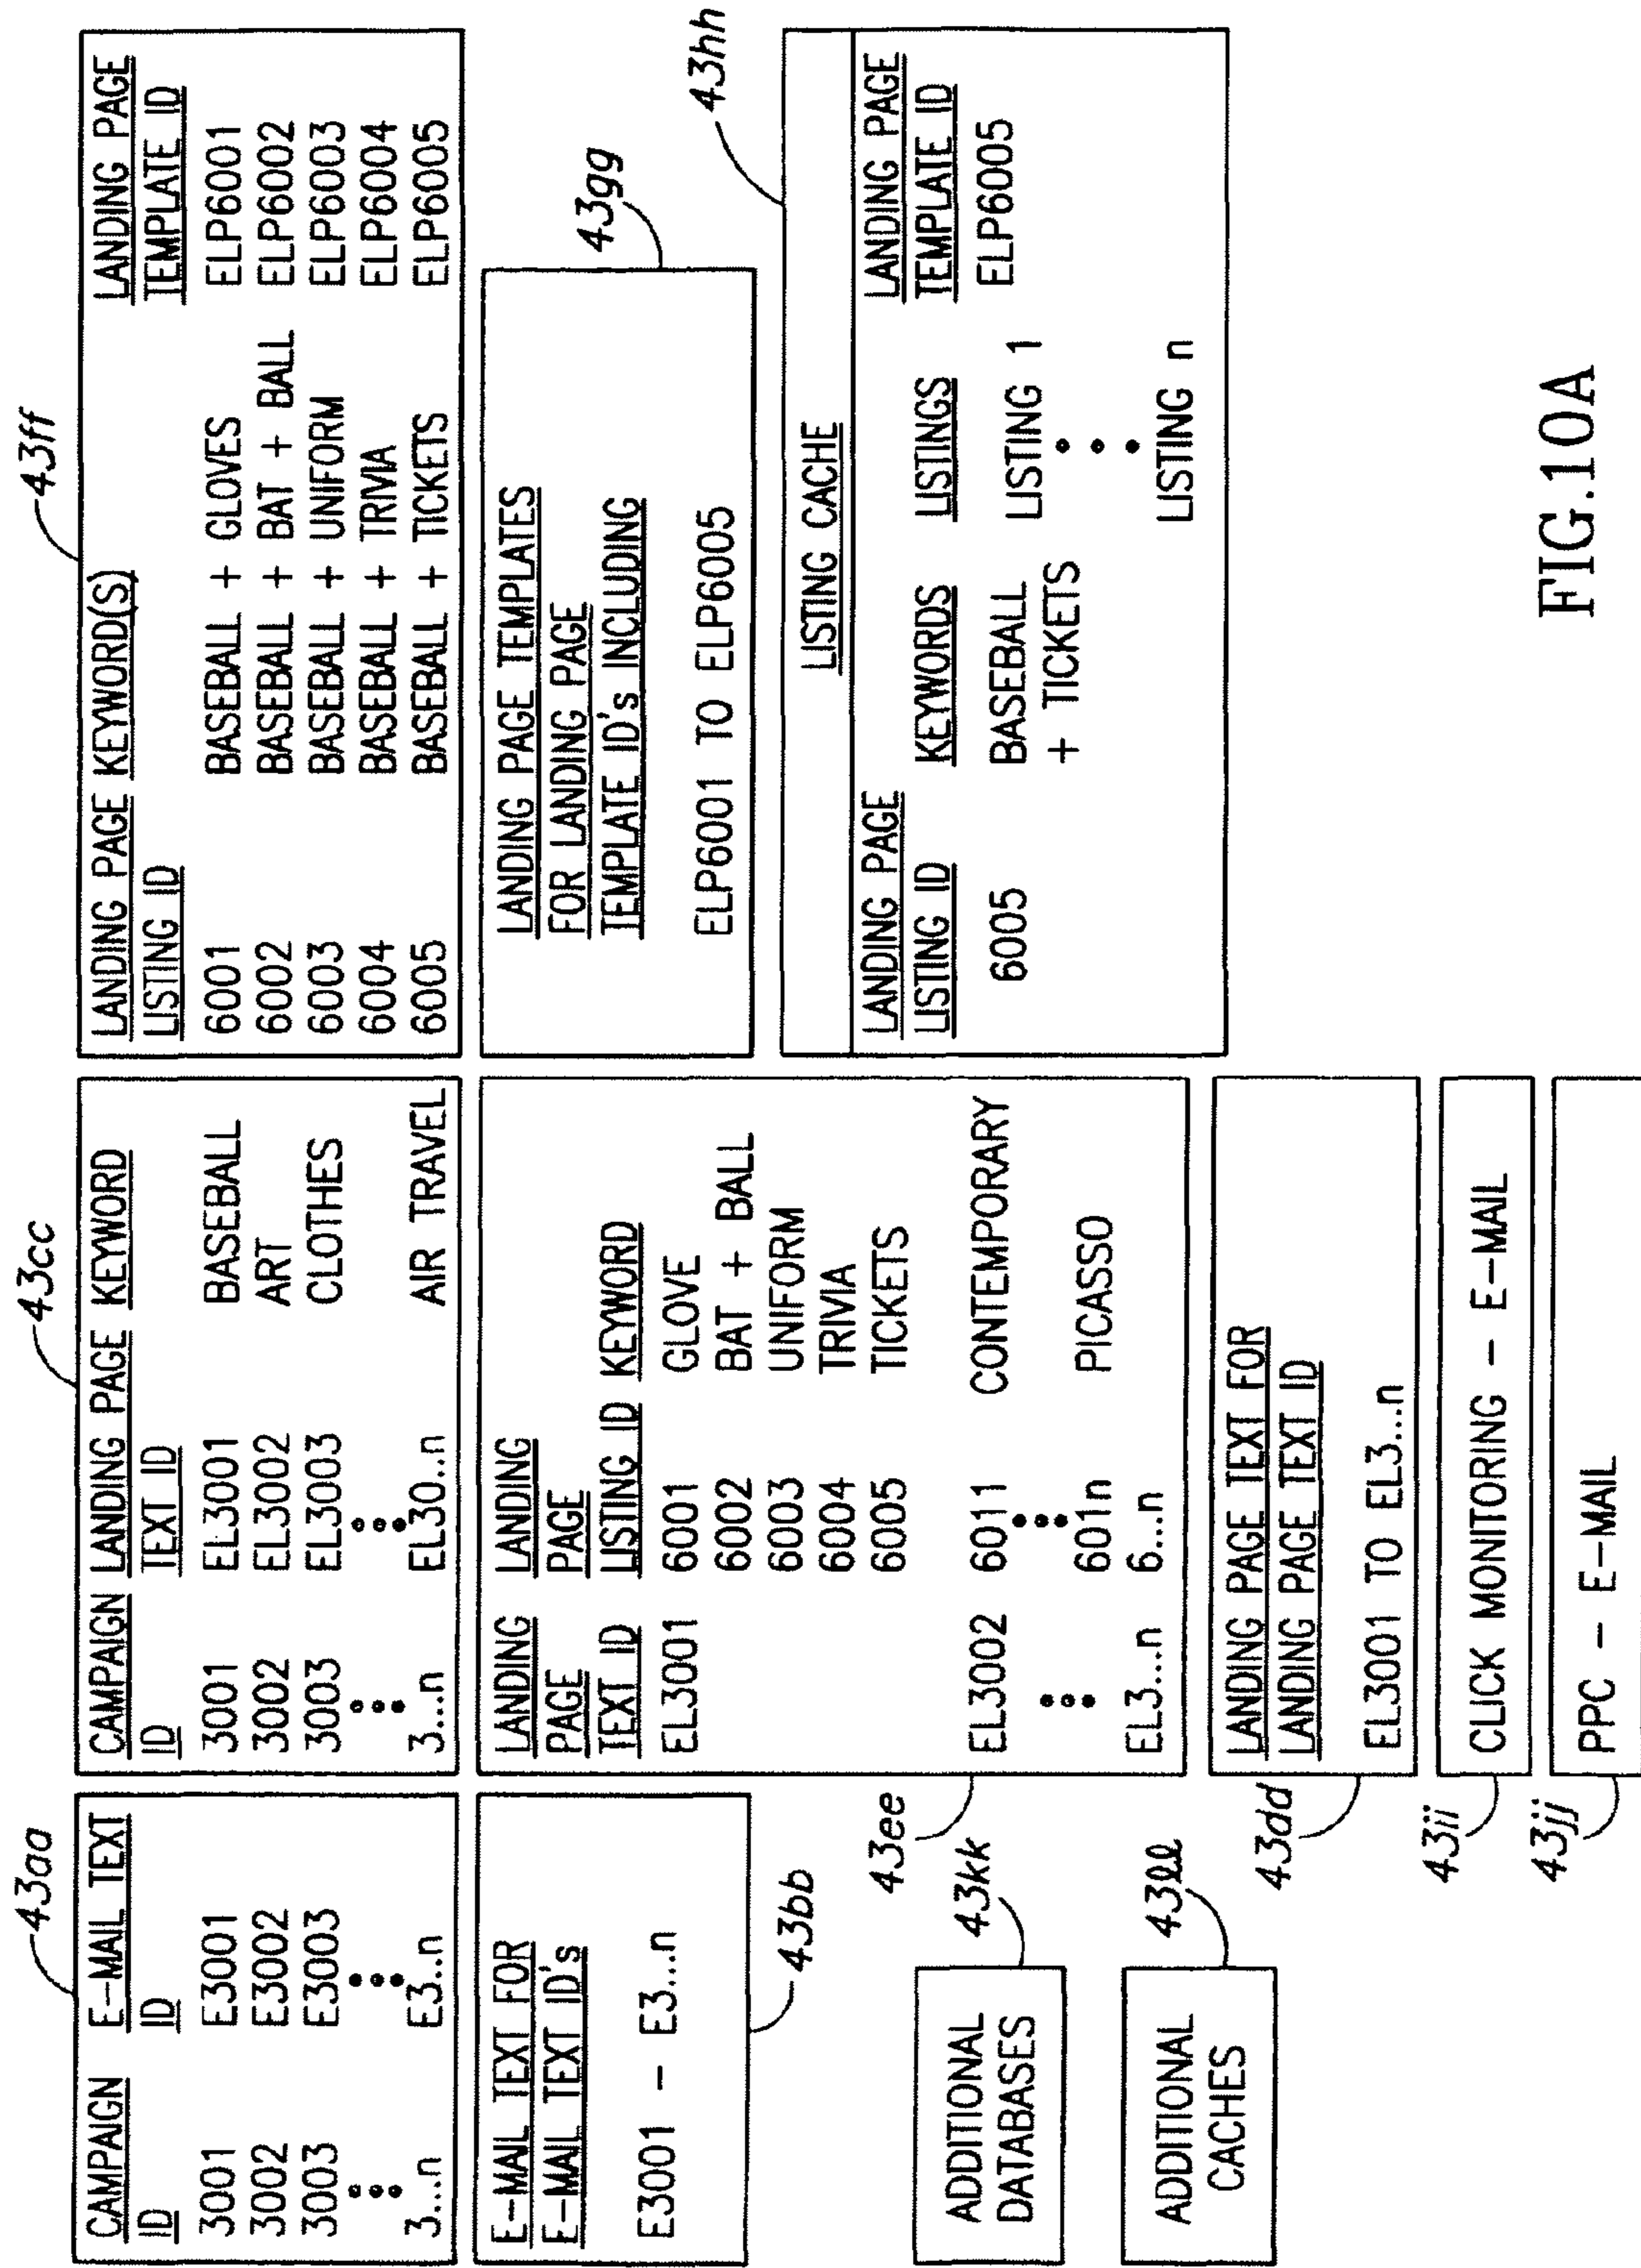 43aa
CAMPAIGN E-MAIL TEXT
ID ID
3001 E3001
3002 E3002
3003 E3003
3...n E3...n
E-MAIL TEXT FOR
E-MAIL TEXT ID's
E3001 - E3...n
43bb
ADDITIONAL
DATABASES
43kk
ADDITIONAL
CACHES
43ll
43cc
CAMPAIGN LANDING PAGE KEYWORD
ID TEXT ID
3001 EL3001 BASEBALL
3002 EL3002 ART
3003 EL3003 CLOTHES
3...n EL30...n AIR TRAVEL
LANDING LANDING
PAGE PAGE
TEXT ID LISTING ID KEYWORD
EL3001 6001 GLOVE
6002 BAT + BALL
6003 UNIFORM
6004 TRIVIA
6005 TICKETS
EL3002 6011 CONTEMPORARY
601n PICASSO
EL3...n 6...n
43ee
LANDING PAGE TEXT FOR
LANDING PAGE TEXT ID
EL3001 TO EL3...n
43dd
CLICK MONITORING - E-MAIL
43ii
PPC - E-MAIL
43jj
43ff
LANDING PAGE KEYWORD(S) LANDING PAGE
LISTING ID TEMPLATE ID
6001 BASEBALL + GLOVES ELP6001
6002 BASEBALL + BAT + BALL ELP6002
6003 BASEBALL + UNIFORM ELP6003
6004 BASEBALL + TRIVIA ELP6004
6005 BASEBALL + TICKETS ELP6005
LANDING PAGE TEMPLATES
FOR LANDING PAGE
TEMPLATE ID's INCLUDING
ELP6001 TO ELP6005
43gg
LISTING CACHE
LANDING PAGE LANDING PAGE
LISTING ID KEYWORDS LISTINGS TEMPLATE ID
6005 BASEBALL LISTING 1 ELP6005
+ TICKETS
LISTING n
43hh
FIG.10A